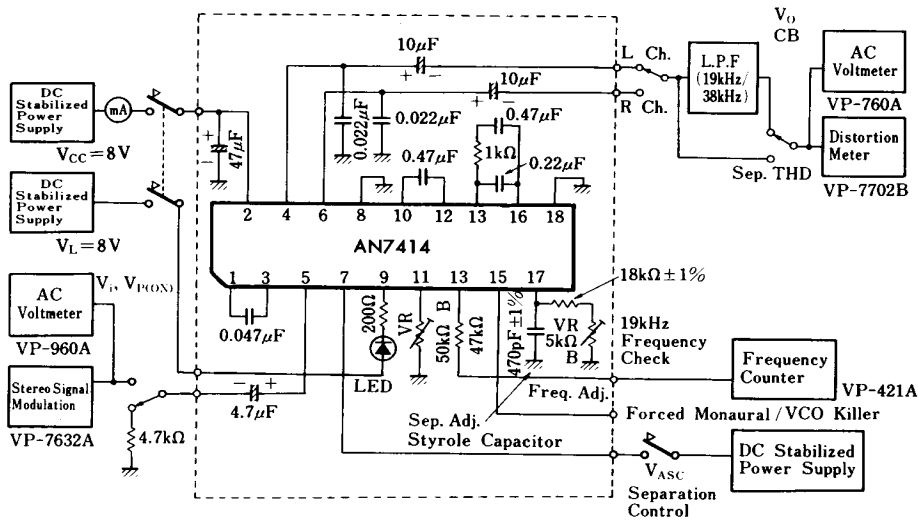 DC
Stabilized
Power
Supply
mA
V_CC=8V
DC
Stabilized
Power
Supply
V_L=8V
V_i, V_P(ON)
AC
Voltmeter
VP-960A
Stereo Signal
Modulation
VP-7632A
4.7kΩ
+
-
47μF
10μF
+ -
0.022μF
0.022μF
10μF
+ -
0.47μF
0.47μF
1kΩ
0.22μF
2 4 6 8 10 12 13 16 18
AN7414
1 3 5 7 9 11 13 15 17
0.047μF
- +
4.7μF
200Ω
LED
VR
50kΩ B
47kΩ
470pF±1%
18kΩ±1%
VR
5kΩ
B
19kHz
Frequency
Check
Sep. Adj.
Styrole Capacitor
Freq. Adj.
L Ch.
R Ch.
L.P.F
(19kHz/
38kHz)
V_O
CB
Sep. THD
AC
Voltmeter
VP-760A
Distortion
Meter
VP-7702B
Frequency
Counter
VP-421A
Forced Monaural/VCO Killer
V_ASC
Separation
Control
DC Stabilized
Power Supply